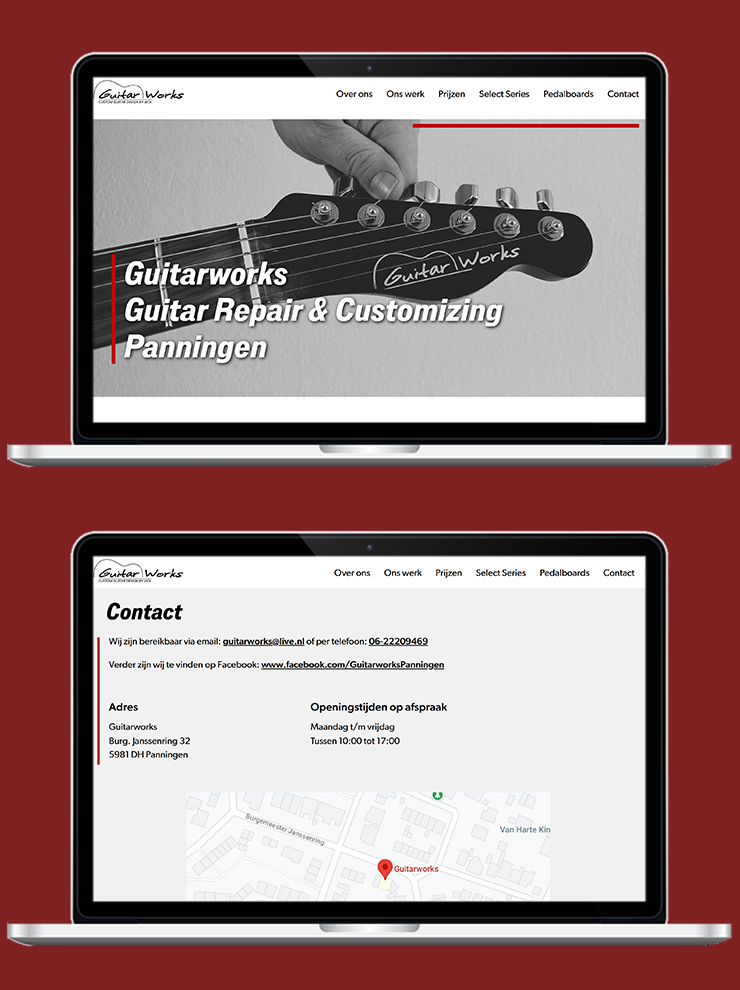 Guitar Works
CUSTOM GUITAR DESIGN BY JECK
Over ons Ons werk Prijzen Select Series Pedalboards Contact
Guitar Works
Guitarworks
Guitar Repair & Customizing
Panningen
Guitar Works
CUSTOM GUITAR DESIGN BY JECK
Over ons Ons werk Prijzen Select Series Pedalboards Contact
Contact
Wij zijn bereikbaar via email: guitarworks@live.nl of per telefoon: 06-22209469
Verder zijn wij te vinden op Facebook: www.facebook.com/GuitarworksPanningen
Adres
Guitarworks
Burg. Janssenring 32
5981 DH Panningen
Openingstijden op afspraak
Maandag t/m vrijdag
Tussen 10:00 tot 17:00
Burgemeester Janssenring
Van Harte Kin
Guitarworks